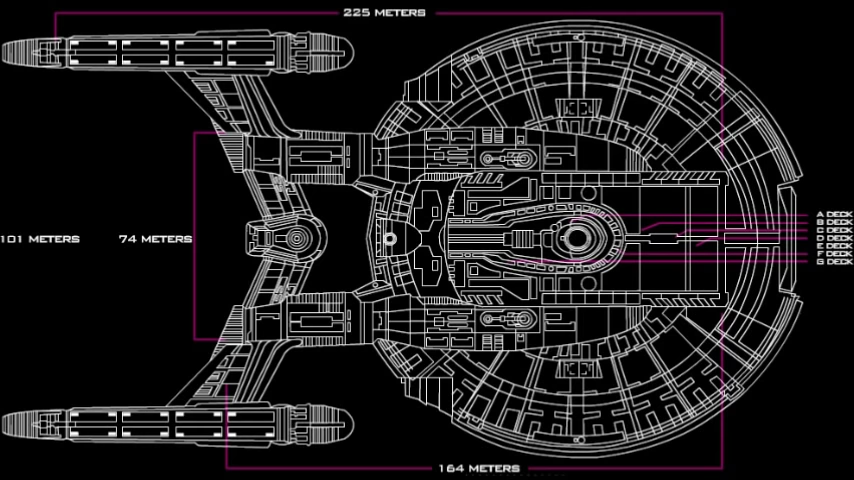 225 METERS
A DECK
B DECK
C DECK
D DECK
E DECK
F DECK
G DECK
101 METERS
74 METERS
164 METERS